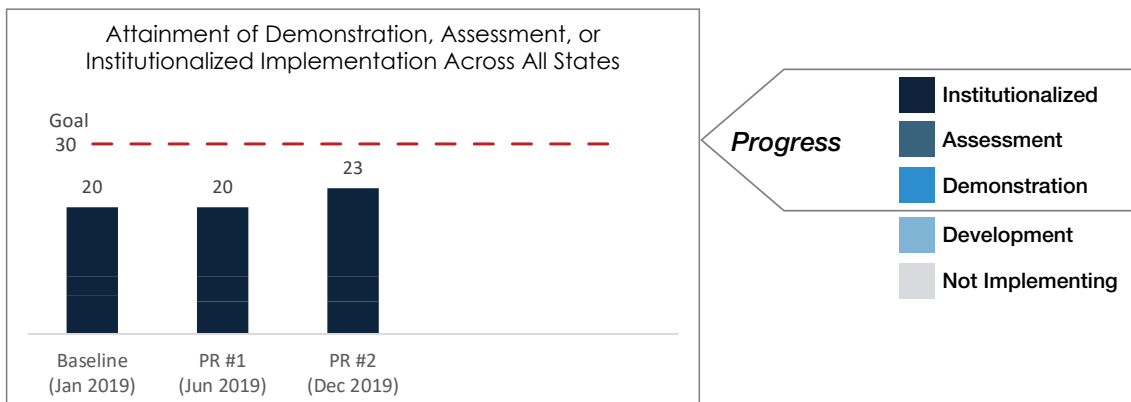 Attainment of Demonstration, Assessment, or
Institutionalized Implementation Across All States
Goal
30
20
20
23
Baseline
(Jan 2019)
PR #1
(Jun 2019)
PR #2
(Dec 2019)
Progress
Institutionalized
Assessment
Demonstration
Development
Not Implementing